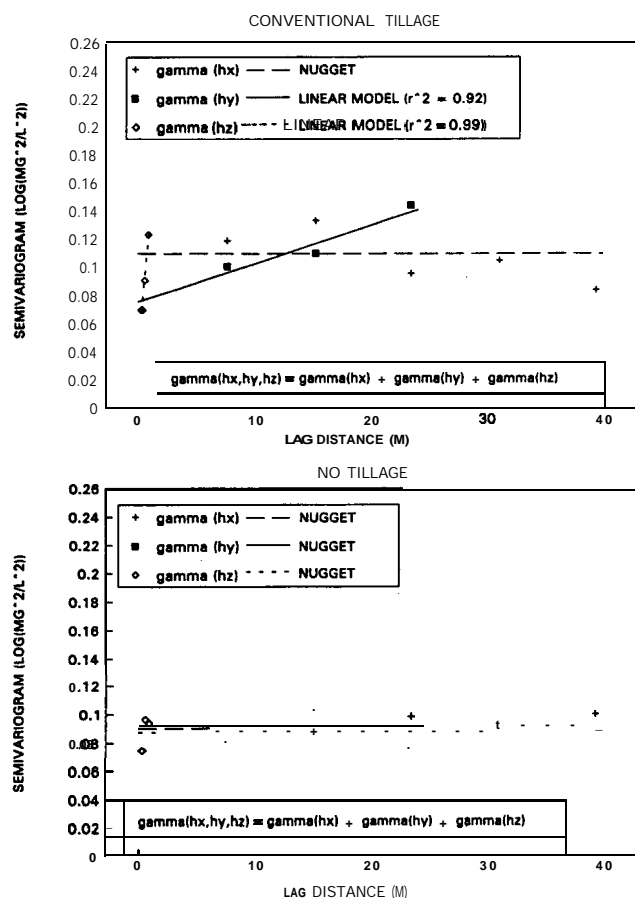 CONVENTIONAL TILLAGE
0.26
0.24
0.22
0.2
0.18
0.16
0.14
0.12
0.1
0.08
0.06
0.04
0.02
0
SEMIVARIOGRAM (LOG(MG^2/L^2))
+ gamma (hx) — — NUGGET
■ gamma (hy) —— LINEAR MODEL (r^2 = 0.92)
◇ gamma (hz) - - - LINEAR MODEL (r^2 = 0.99)
gamma(hx,hy,hz) = gamma(hx) + gamma(hy) + gamma(hz)
0 10 20 30 40
LAG DISTANCE (M)
NO TILLAGE
0.26
0.24
0.22
0.2
0.18
0.16
0.14
0.12
0.1
0.06
0.04
0.02
0
SEMIVARIOGRAM (LOG(MG^2/L^2))
+ gamma (hx) — — NUGGET
■ gamma (hy) —— NUGGET
◇ gamma (hz) - - - NUGGET
t
gamma(hx,hy,hz) = gamma(hx) + gamma(hy) + gamma(hz)
0 10 20 30 40
LAG DISTANCE (M)